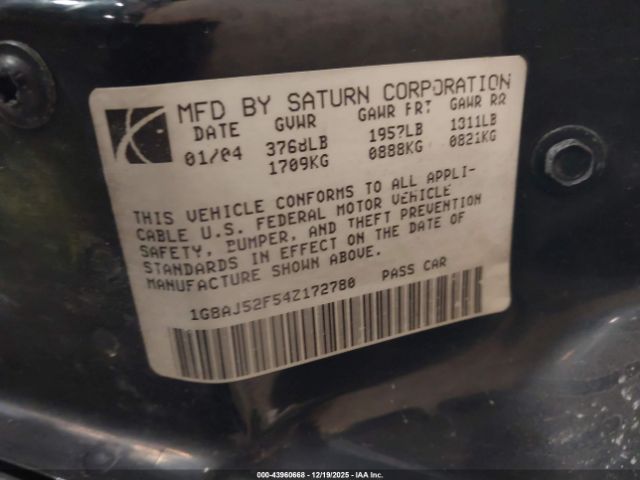 MFD BY SATURN CORPORATION
DATE GVWR GAWR FRT GAWR RR
01/04 3768LB 1957LB 1811LB
1709KG 0888KG 0821KG
THIS VEHICLE CONFORMS TO ALL APPLI-
CABLE U.S. FEDERAL MOTOR VEHICLE
SAFETY, BUMPER, AND THEFT PREVENTION
STANDARDS IN EFFECT ON THE DATE OF
MANUFACTURE SHOWN ABOVE.
1G8AJ52F54Z172780 PASS CAR
000-43960668 - 12/19/2025 - IAA Inc.